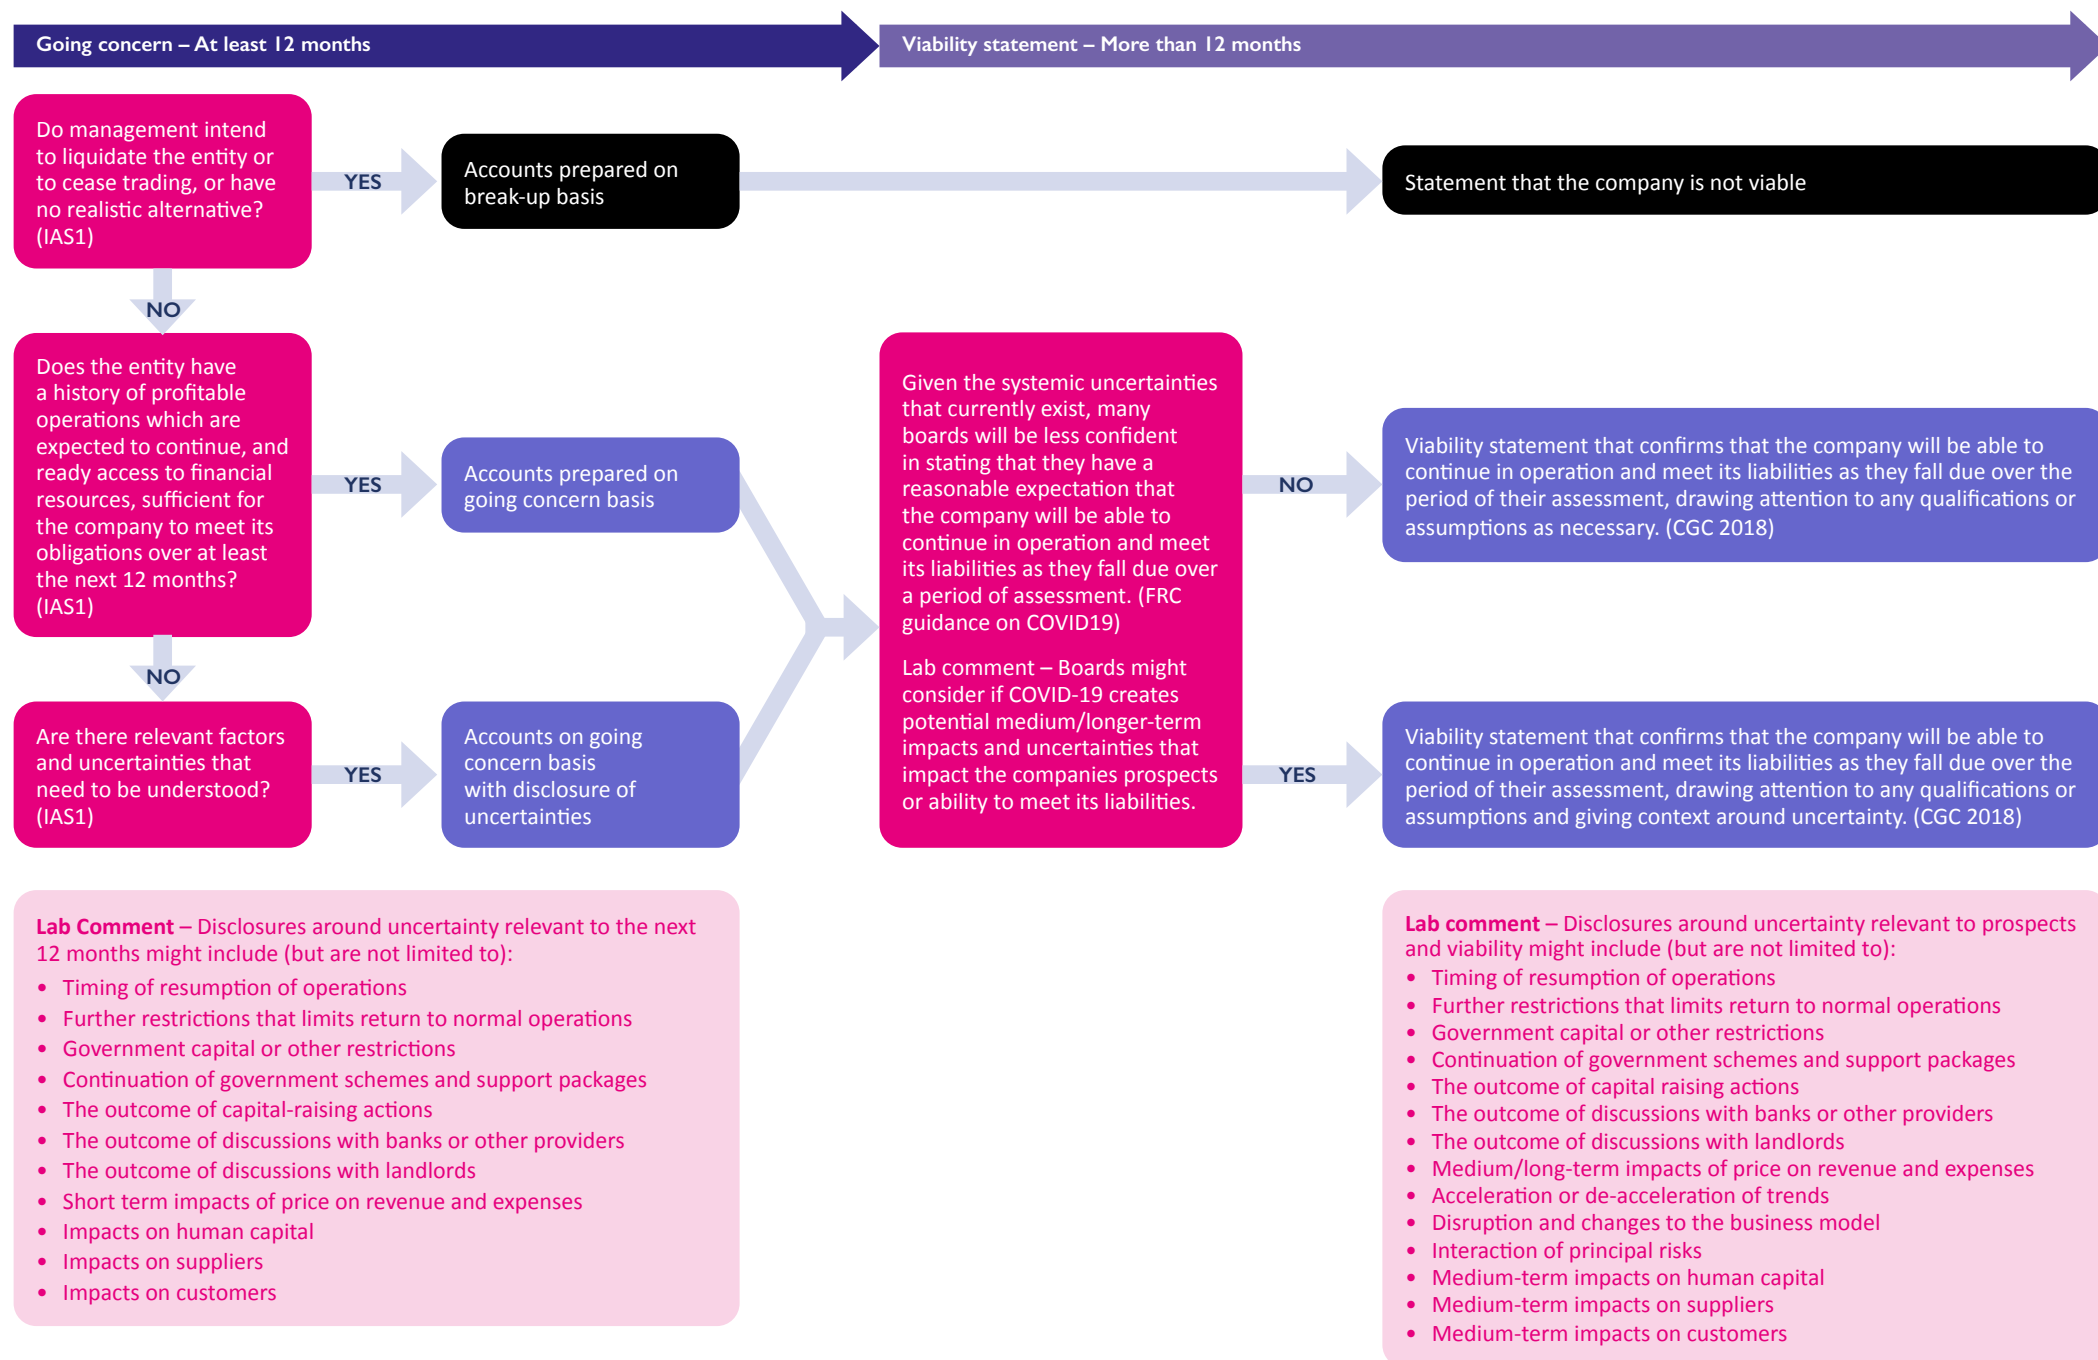 Going concern – At least 12 months
Viability statement – More than 12 months
Do management intend
to liquidate the entity or
to cease trading, or have
no realistic alternative?
(IAS1)
YES
Accounts prepared on
break-up basis
Statement that the company is not viable
NO
Does the entity have
a history of profitable
operations which are
expected to continue, and
ready access to financial
resources, sufficient for
the company to meet its
obligations over at least
the next 12 months?
(IAS1)
YES
Accounts prepared on
going concern basis
NO
Are there relevant factors
and uncertainties that
need to be understood?
(IAS1)
YES
Accounts on going
concern basis
with disclosure of
uncertainties
Given the systemic uncertainties
that currently exist, many
boards will be less confident
in stating that they have a
reasonable expectation that
the company will be able to
continue in operation and meet
its liabilities as they fall due over
a period of assessment. (FRC
guidance on COVID19)
Lab comment – Boards might
consider if COVID-19 creates
potential medium/longer-term
impacts and uncertainties that
impact the companies prospects
or ability to meet its liabilities.
NO
Viability statement that confirms that the company will be able to
continue in operation and meet its liabilities as they fall due over the
period of their assessment, drawing attention to any qualifications or
assumptions as necessary. (CGC 2018)
YES
Viability statement that confirms that the company will be able to
continue in operation and meet its liabilities as they fall due over the
period of their assessment, drawing attention to any qualifications or
assumptions and giving context around uncertainty. (CGC 2018)
Lab Comment – Disclosures around uncertainty relevant to the next
12 months might include (but are not limited to):
• Timing of resumption of operations
• Further restrictions that limits return to normal operations
• Government capital or other restrictions
• Continuation of government schemes and support packages
• The outcome of capital-raising actions
• The outcome of discussions with banks or other providers
• The outcome of discussions with landlords
• Short term impacts of price on revenue and expenses
• Impacts on human capital
• Impacts on suppliers
• Impacts on customers
Lab comment – Disclosures around uncertainty relevant to prospects
and viability might include (but are not limited to):
• Timing of resumption of operations
• Further restrictions that limits return to normal operations
• Government capital or other restrictions
• Continuation of government schemes and support packages
• The outcome of capital raising actions
• The outcome of discussions with banks or other providers
• The outcome of discussions with landlords
• Medium/long-term impacts of price on revenue and expenses
• Acceleration or de-acceleration of trends
• Disruption and changes to the business model
• Interaction of principal risks
• Medium-term impacts on human capital
• Medium-term impacts on suppliers
• Medium-term impacts on customers